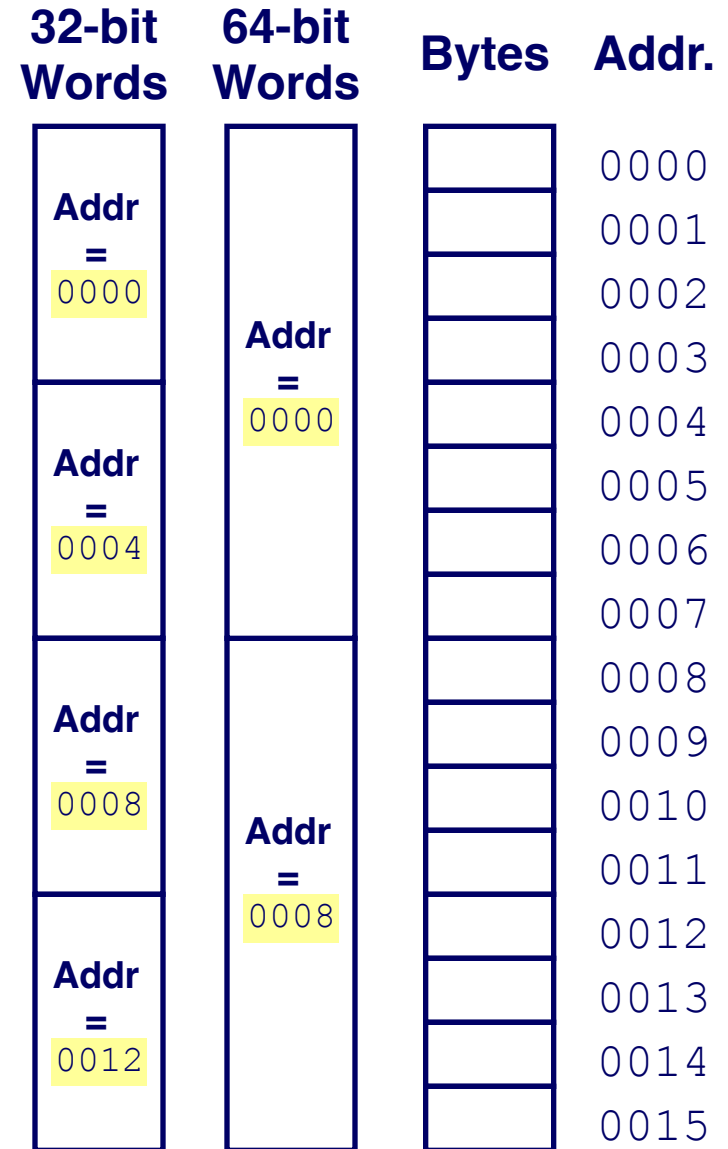 32-bit Words
64-bit Words
Bytes
Addr.
Addr
=
0000
Addr
=
0004
Addr
=
0008
Addr
=
0012
Addr
=
0000
Addr
=
0008
0000
0001
0002
0003
0004
0005
0006
0007
0008
0009
0010
0011
0012
0013
0014
0015